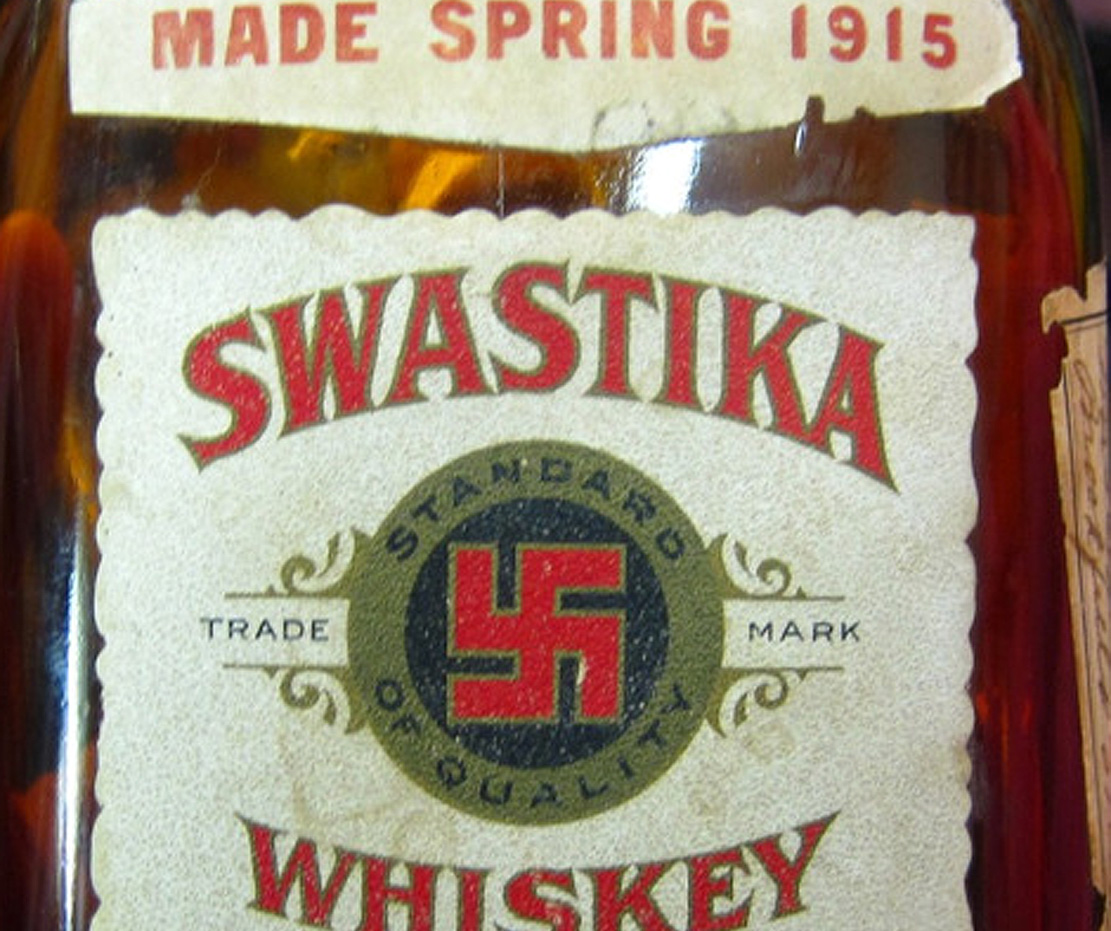 MADE SPRING 1915
SWASTIKA
STANDARD
TRADE MARK
OF QUALITY
WHISKEY